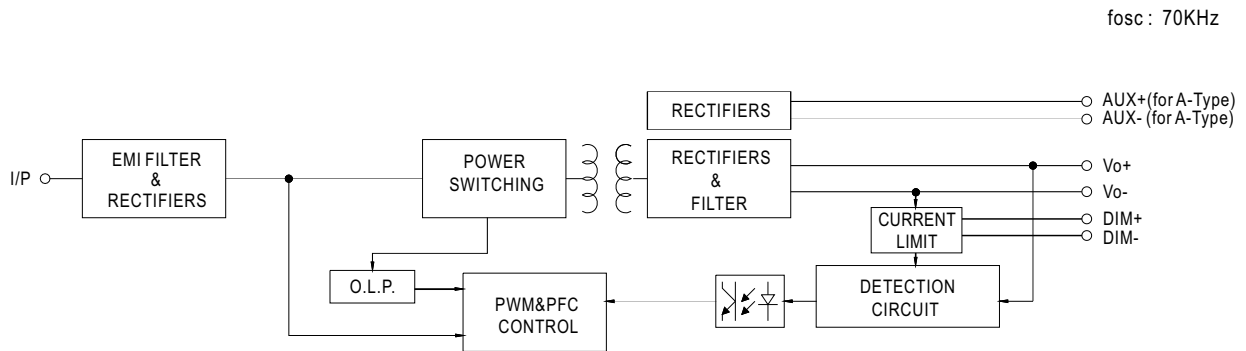 fosc : 70KHz
RECTIFIERS
AUX+(for A-Type)
AUX- (for A-Type)
I/P
EMI FILTER
&
RECTIFIERS
POWER
SWITCHING
RECTIFIERS
&
FILTER
Vo+
Vo-
CURRENT
LIMIT
DIM+
DIM-
O.L.P.
PWM&PFC
CONTROL
DETECTION
CIRCUIT